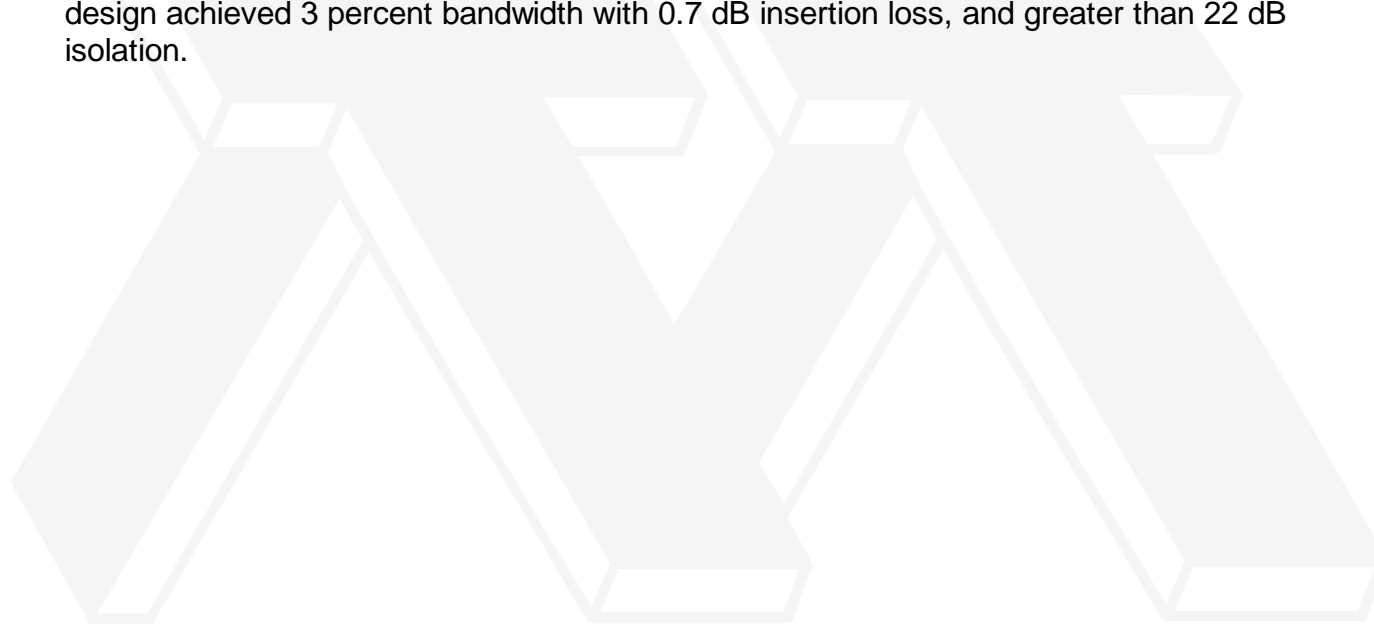 design achieved 3 percent bandwidth with 0.7 dB insertion loss, and greater than 22 dB
isolation.